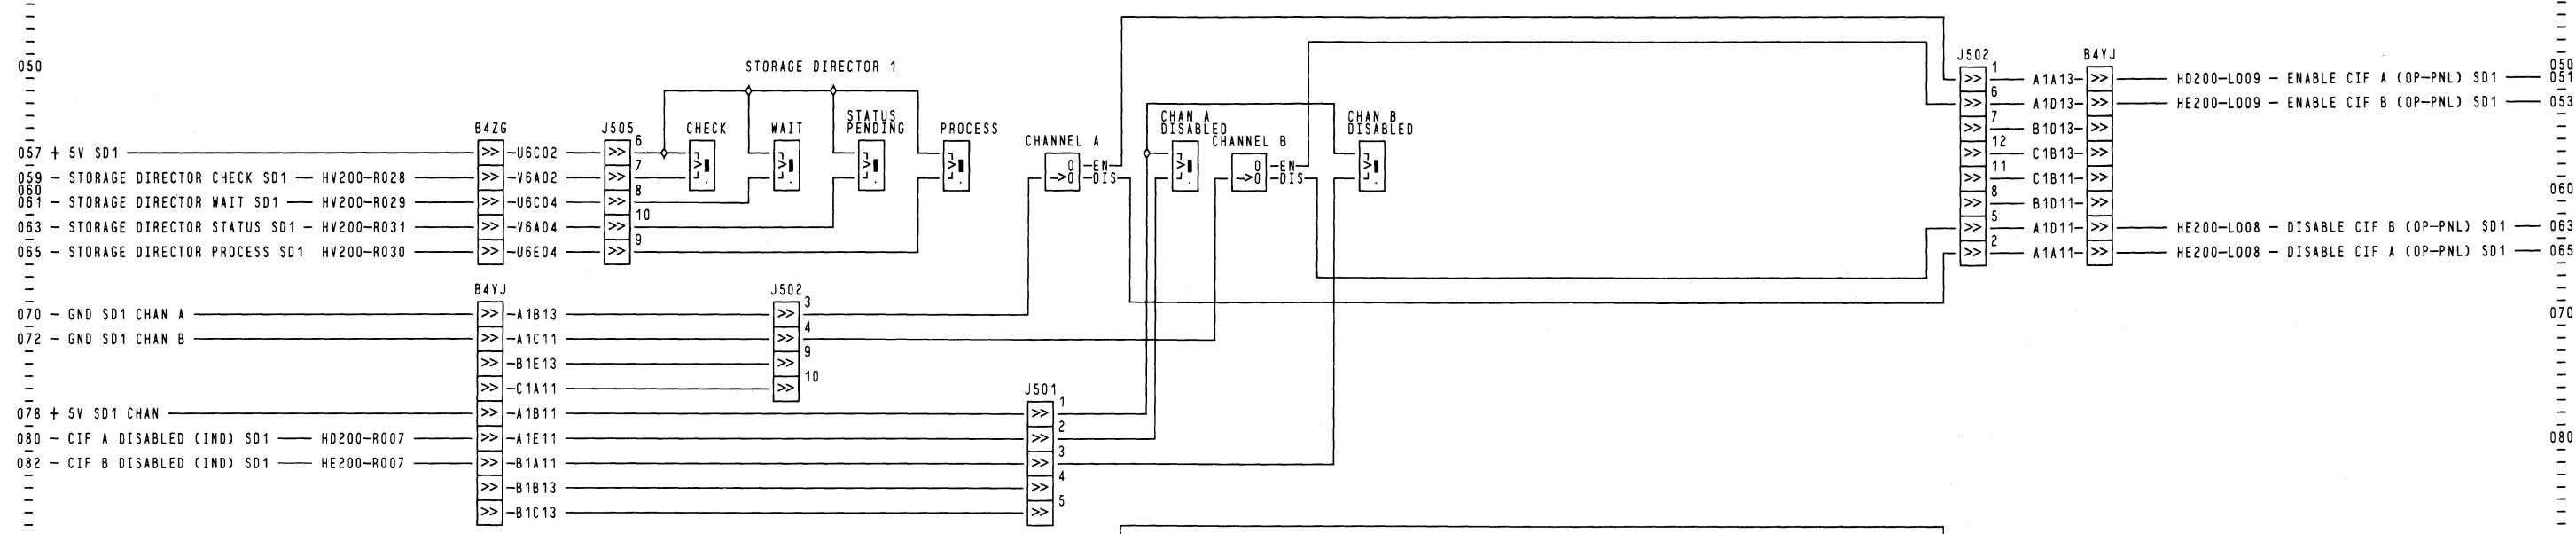 050
STORAGE DIRECTOR 1
J502 B4YJ
050
1
>> A1A13- >> HD200-L009 - ENABLE CIF A (OP-PNL) SD1 051
6
>> A1D13- >> HE200-L009 - ENABLE CIF B (OP-PNL) SD1 053
7
>> B1D13- >>
12
>> C1B13- >>
11
>> C1B11- >>
8
>> B1D11- >>
5
>> A1D11- >> HE200-L008 - DISABLE CIF B (OP-PNL) SD1 063
2
>> A1A11- >> HE200-L008 - DISABLE CIF A (OP-PNL) SD1 065
060
070
080
B4ZG J505
CHECK WAIT STATUS PENDING PROCESS
CHANNEL A
0 -EN
->0 -DIS
CHAN A DISABLED
CHANNEL B
0 -EN
->0 -DIS
CHAN B DISABLED
057 + 5V SD1 >> -U6C02 >> 6
059 - STORAGE DIRECTOR CHECK SD1 - HV200-R028 >> -V6A02 >> 7
060
061 - STORAGE DIRECTOR WAIT SD1 - HV200-R029 >> -U6C04 >> 8
063 - STORAGE DIRECTOR STATUS SD1 - HV200-R031 >> -V6A04 >> 10
065 - STORAGE DIRECTOR PROCESS SD1 HV200-R030 >> -U6E04 >> 9
B4YJ J502
070 - GND SD1 CHAN A >> -A1B13 >> 3
072 - GND SD1 CHAN B >> -A1C11 >> 4
>> -B1E13 >> 9
>> -C1A11 >> 10
J501
078 + 5V SD1 CHAN >> -A1B11 >> 1
080 - CIF A DISABLED (IND) SD1 HD200-R007 >> -A1E11 >> 2
082 - CIF B DISABLED (IND) SD1 HE200-R007 >> -B1A11 >> 3
>> -B1B13 >> 4
>> -B1C13 >> 5